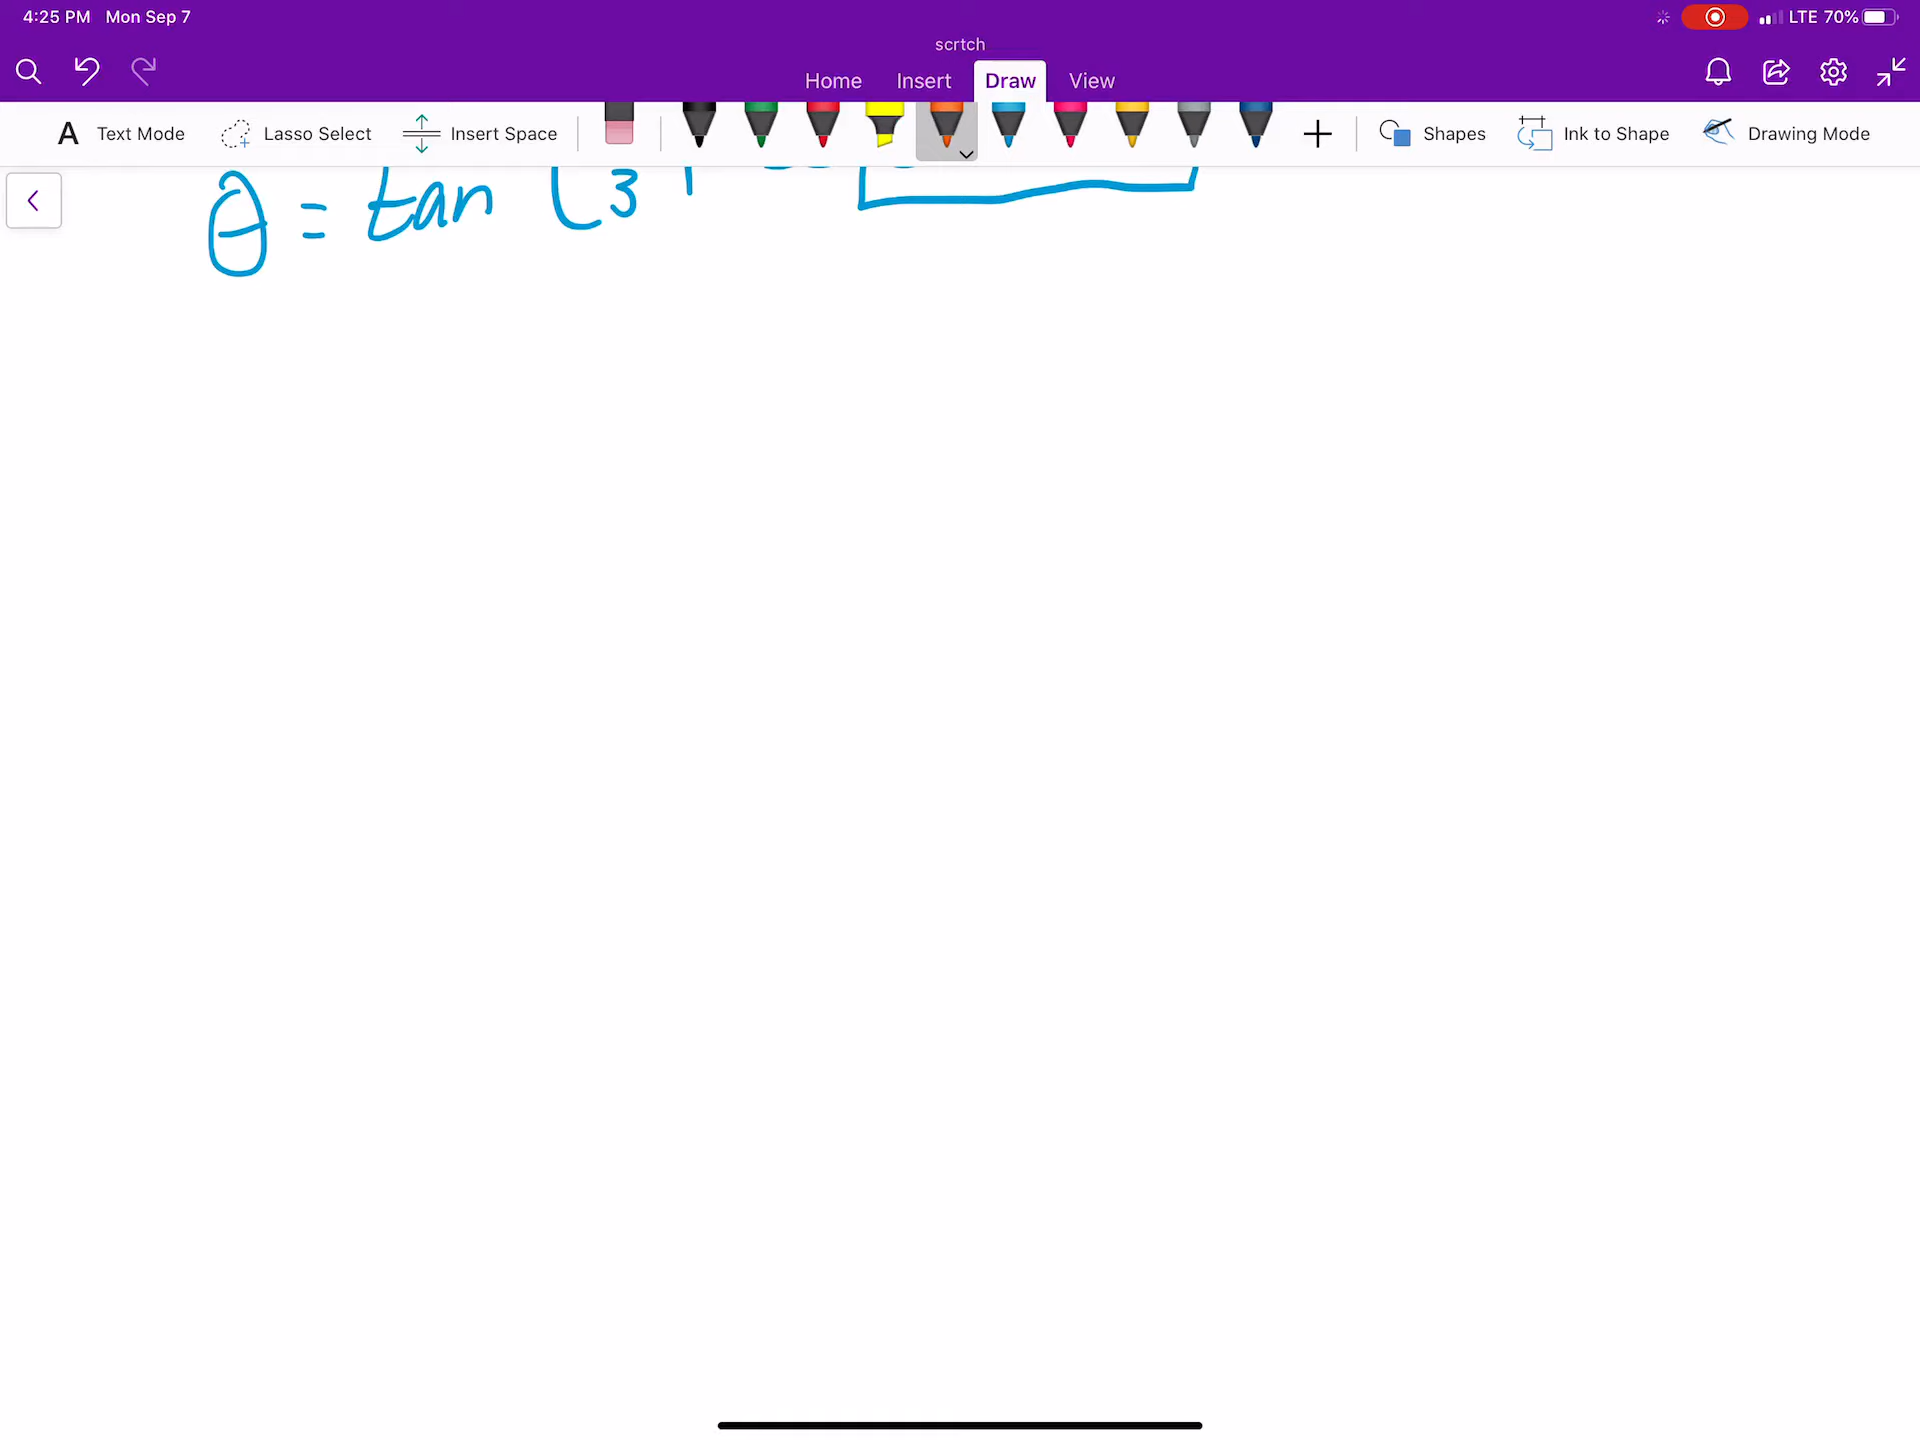 4:25 PM Mon Sep 7
LTE 70%
scrtch
Home Insert Draw View
A Text Mode Lasso Select Insert Space Shapes Ink to Shape Drawing Mode
θ = tan (3